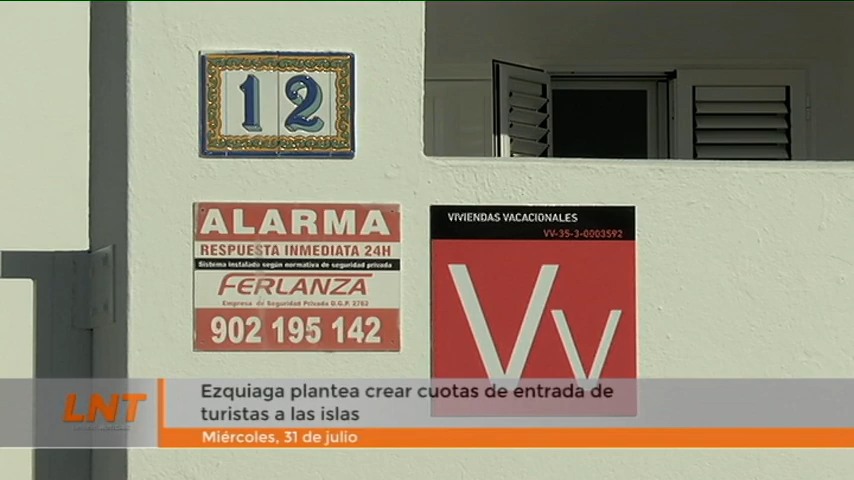 12
ALARMA
RESPUESTA INMEDIATA 24H
Sistema instalado según normativa de seguridad privada
FERLANZA
Empresa de Seguridad Privada D.G.P. 2762
902 195 142
VIVIENDAS VACACIONALES
VV-35-3-0003592
Vv
LNT
Ezquiaga plantea crear cuotas de entrada de
turistas a las islas
Miércoles, 31 de julio